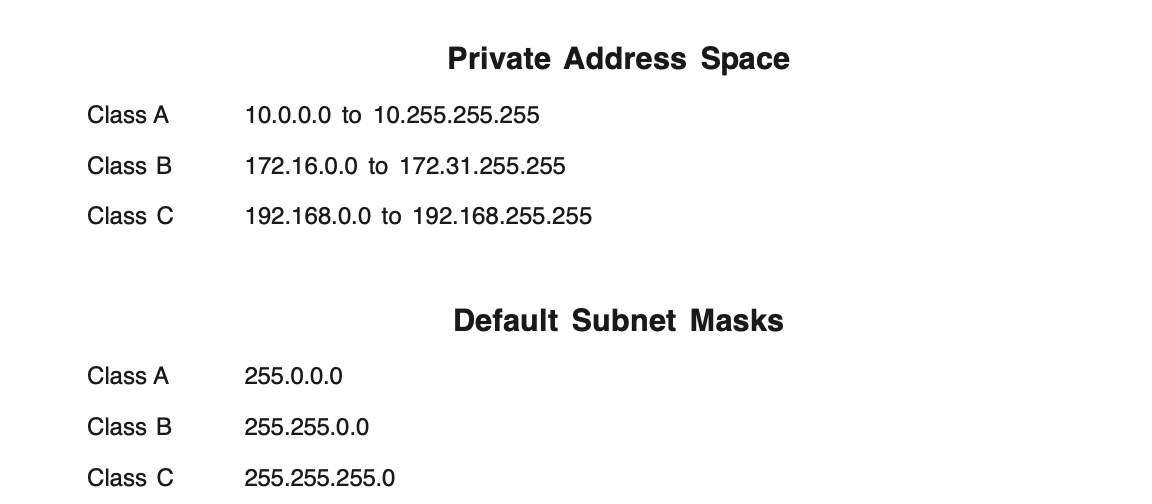 Private Address Space
Class A 10.0.0.0 to 10.255.255.255
Class B 172.16.0.0 to 172.31.255.255
Class C 192.168.0.0 to 192.168.255.255
Default Subnet Masks
Class A 255.0.0.0
Class B 255.255.0.0
Class C 255.255.255.0